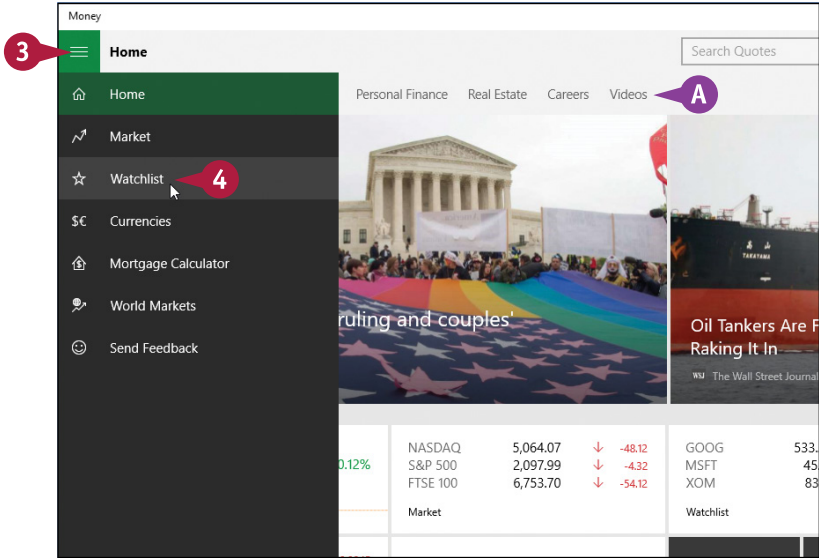 Money
3
Home
Search Quotes
Home
Personal Finance Real Estate Careers Videos
A
Market
Watchlist
4
$€ Currencies
Mortgage Calculator
World Markets
Send Feedback
TAKAYAMA
ruling and couples'
Oil Tankers Are F
Raking It In
WSJ The Wall Street Journal
0.12%
NASDAQ 5,064.07 ↓ -48.12
S&P 500 2,097.99 ↓ -4.32
FTSE 100 6,753.70 ↓ -54.12
Market
GOOG 533.
MSFT 45
XOM 83
Watchlist